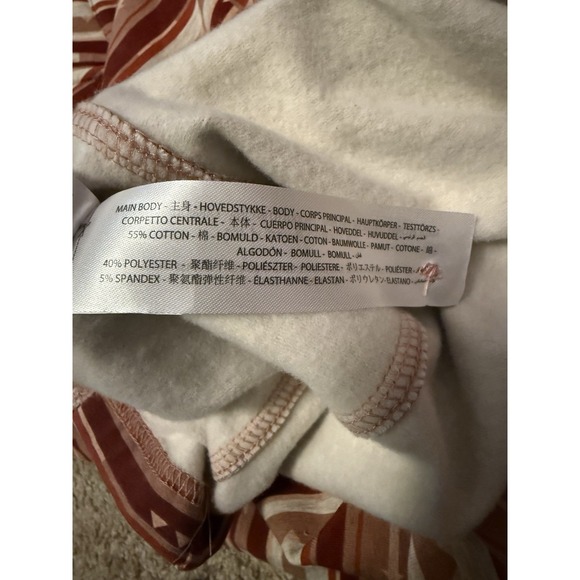 MAIN BODY - 主身 - HOVEDSTYKKE - BODY - CORPS PRINCIPAL - HAUPTKÖRPER - TESTTÖRZS -
CORPETTO CENTRALE - 本体 - CUERPO PRINCIPAL - HOVEDDEL - HUVUDDEL -
55% COTTON - 棉 - BOMULD - KATOEN - COTON - BAUMWOLLE - PAMUT - COTONE - 綿 -
ALGODÓN - BOMULL - BOMULL -
40% POLYESTER - 聚酯纤维 - POLIÉSZTER - POLIESTERE - ポリエステル - POLIÉSTER -
5% SPANDEX - 聚氨酯弹性纤维 - ÉLASTHANNE - ELASTAN - ポリウレタン - ELASTANO -